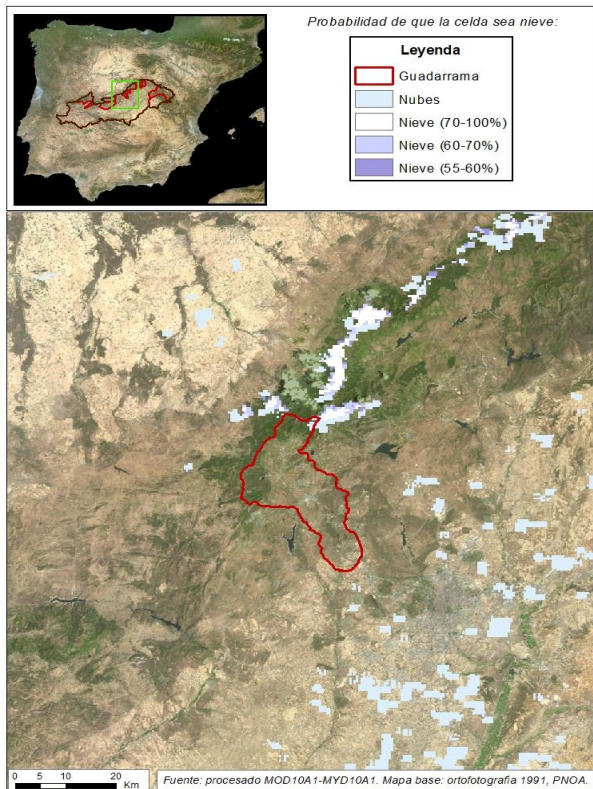 Probabilidad de que la celda sea nieve:
Leyenda
Guadarrama
Nubes
Nieve (70-100%)
Nieve (60-70%)
Nieve (55-60%)
0 5 10 20
Km
Fuente: procesado MOD10A1-MYD10A1. Mapa base: ortofotografia 1991, PNOA.